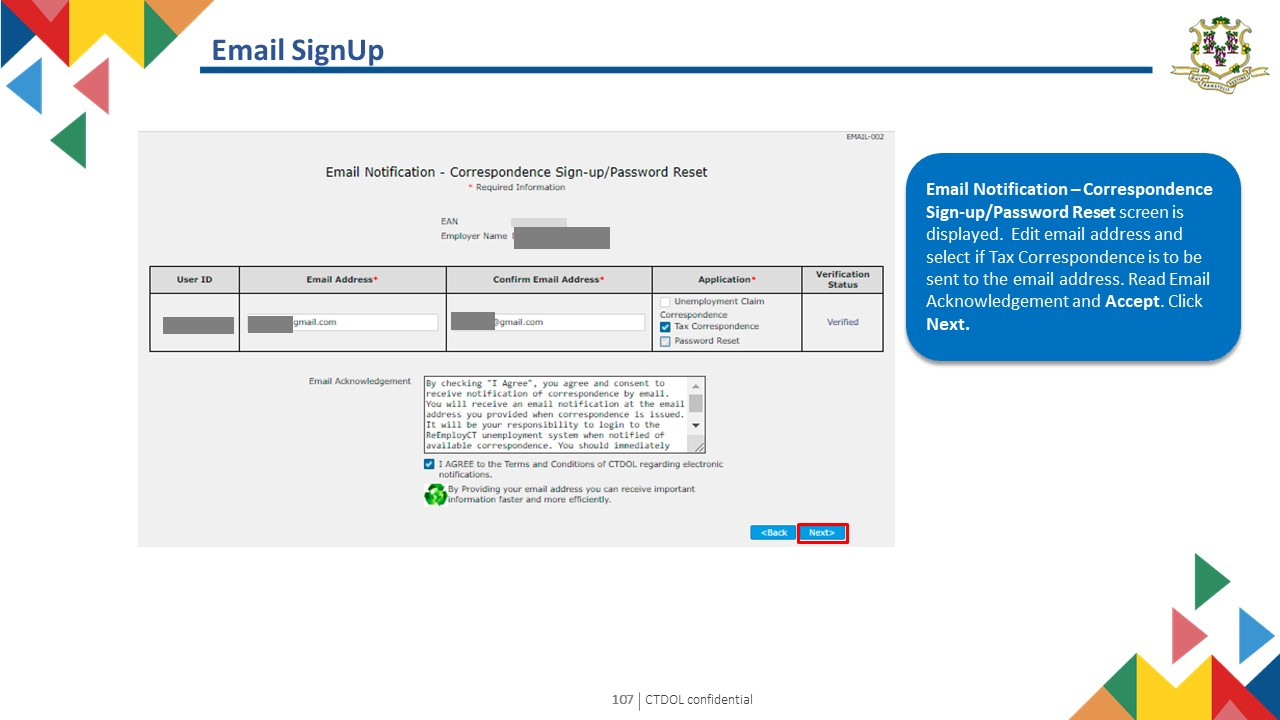 Email SignUp
EMAIL-002
Email Notification - Correspondence Sign-up/Password Reset
* Required Information
EAN
Employer Name
User ID
Email Address*
Confirm Email Address*
Application*
Verification
Status
gmail.com
@gmail.com
Unemployment Claim
Correspondence
Tax Correspondence
Password Reset
Verified
Email Acknowledgement
By checking "I Agree", you agree and consent to
receive notification of correspondence by email.
You will receive an email notification at the email
address you provided when correspondence is issued.
It will be your responsibility to login to the
ReEmployCT unemployment system when notified of
available correspondence. You should immediately
I AGREE to the Terms and Conditions of CTDOL regarding electronic
notifications.
By Providing your email address you can receive important
information faster and more efficiently.
<Back
Next>
Email Notification – Correspondence
Sign-up/Password Reset screen is
displayed. Edit email address and
select if Tax Correspondence is to be
sent to the email address. Read Email
Acknowledgement and Accept. Click
Next.
107 | CTDOL confidential